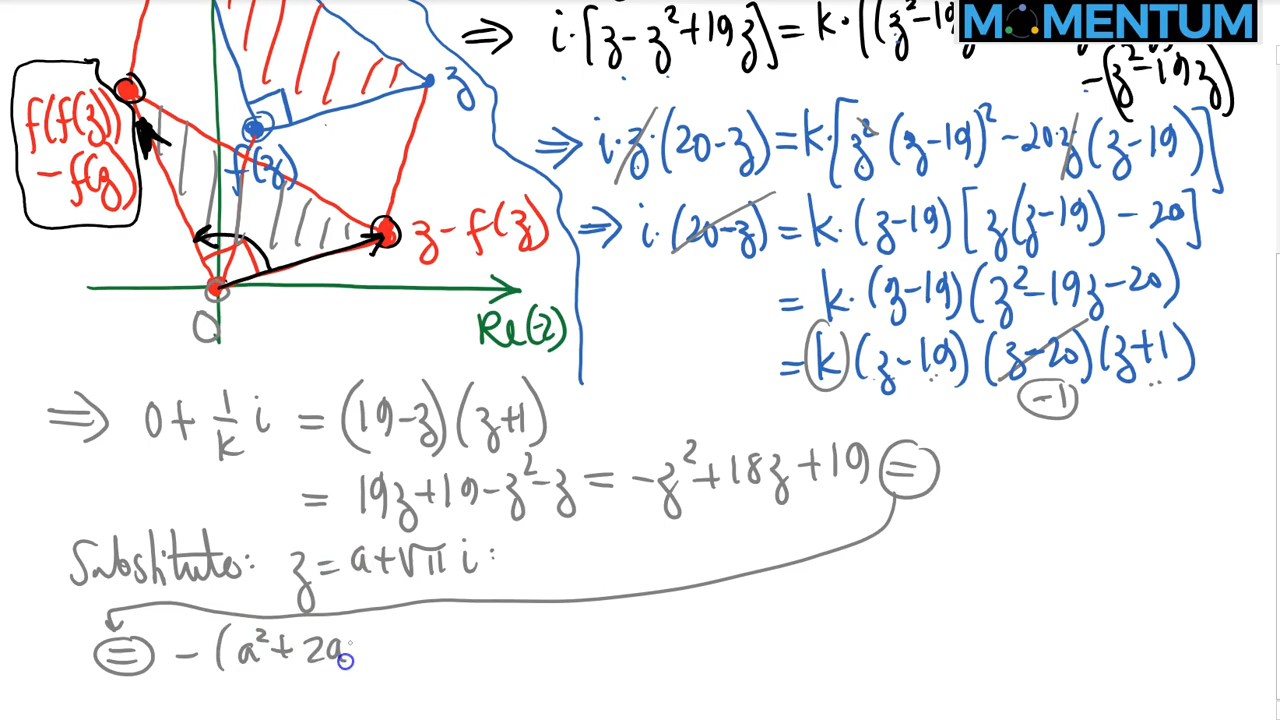 MOMENTUM
⇒ i·[z-z²+19z] = k·[(z²-19
-(z²-19z)
z
f(f(z))
-f(z)
f(z)
⇒ i·z·(20-z) = k·[z²(z-19)²-20·z(z-19)]
z-f(z)
⇒ i·(20-z) = k·(z-19)[z(z-19)-20]
= k·(z-19)(z²-19z-20)
O
Re(z)
= k(z-19)(z-20)(z+1)
-1
⇒ 0+1/k i = (19-z)(z+1)
= 19z+19-z²-z = -z²+18z+19 =
Substitute: z=a+√11 i:
= -(a²+2a